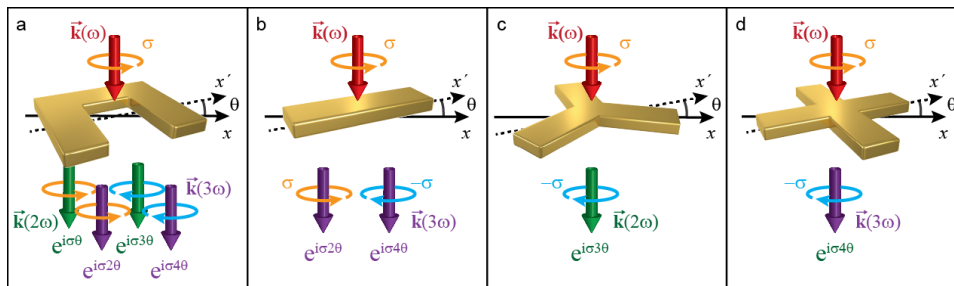 a
k⃗(ω)
σ
x´
θ
x
k⃗(2ω)
k⃗(3ω)
e^iσθ
e^iσ3θ
e^iσ2θ
e^iσ4θ
b
k⃗(ω)
σ
x´
θ
x
σ
−σ
k⃗(3ω)
e^iσ2θ
e^iσ4θ
c
k⃗(ω)
σ
x´
θ
x
−σ
k⃗(2ω)
e^iσ3θ
d
k⃗(ω)
σ
x´
θ
x
−σ
k⃗(3ω)
e^iσ4θ